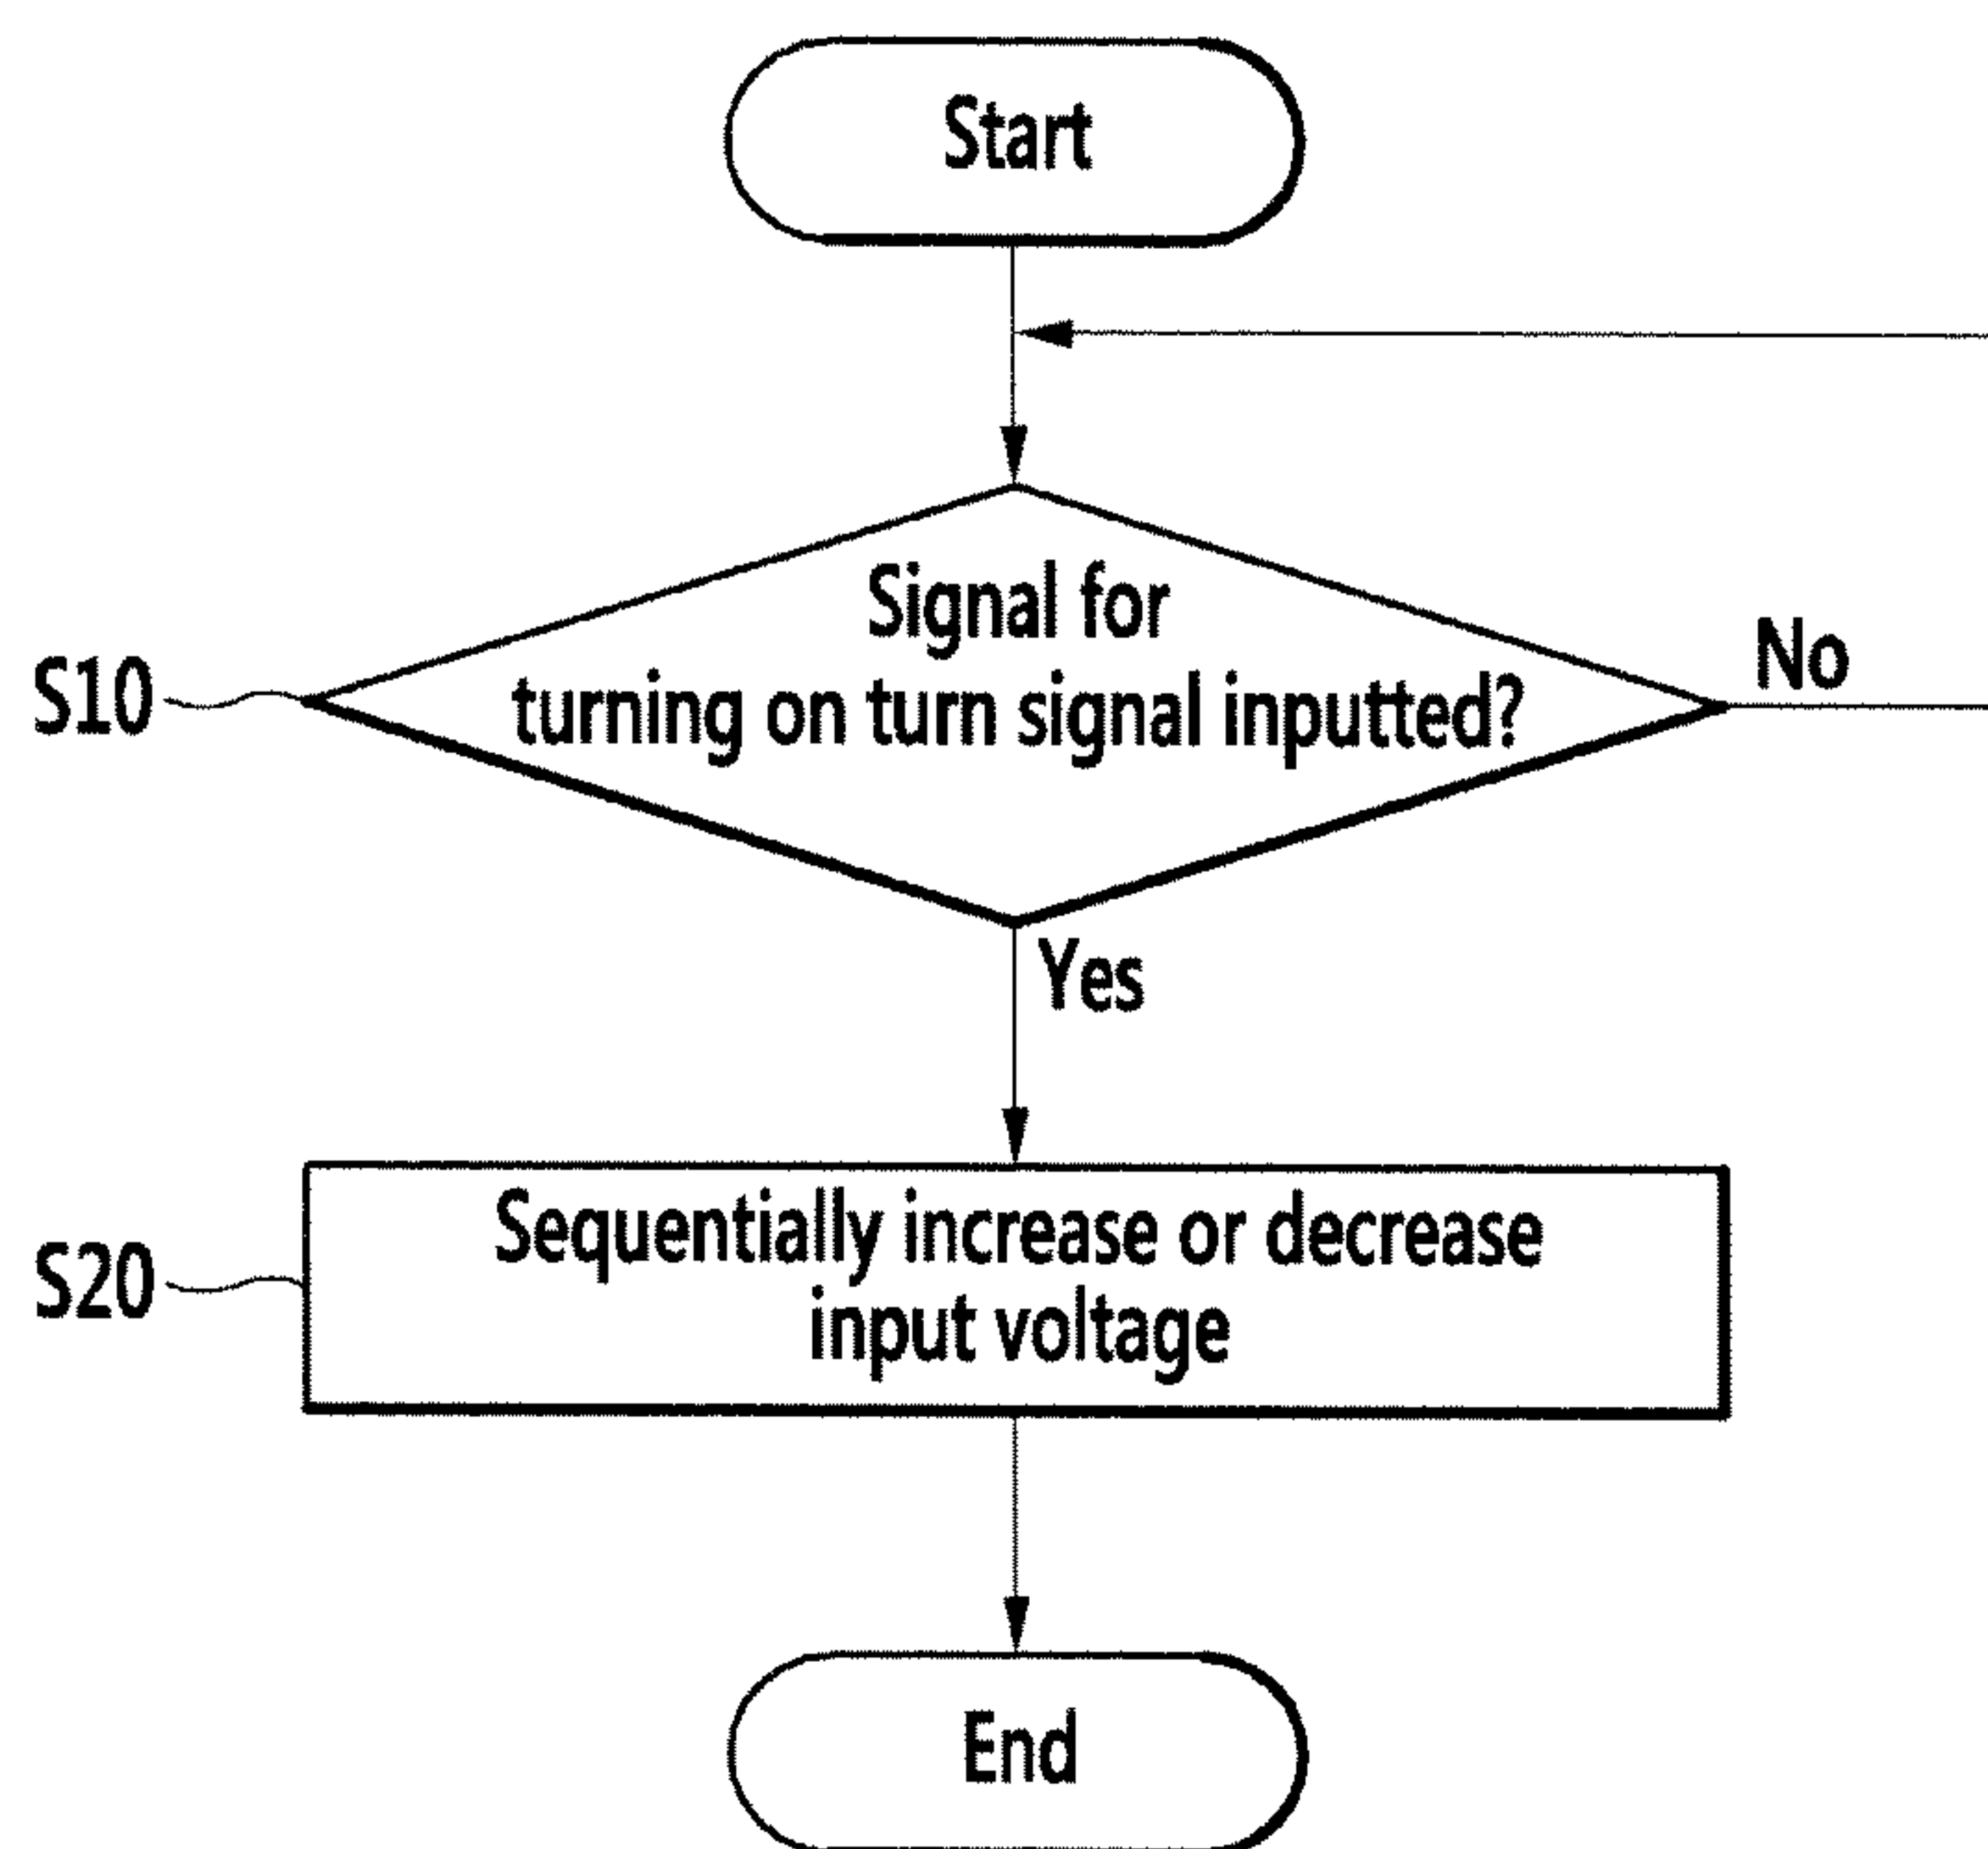 Start
Signal for
turning on turn signal inputted?
S10
No
Yes
Sequentially increase or decrease
input voltage
S20
End